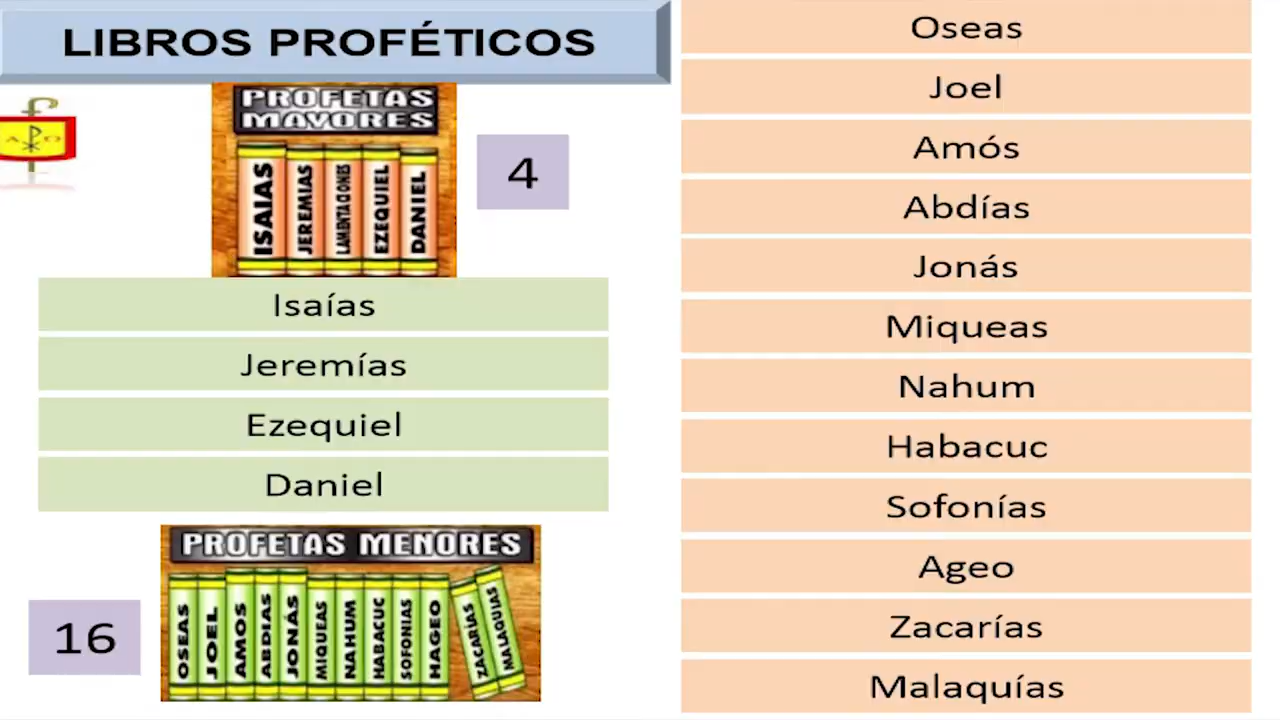 LIBROS PROFÉTICOS
PROFETAS
MAYORES
ISAIAS
JEREMIAS
LAMENTACIONES
EZEQUIEL
DANIEL
4
A
O
Isaías
Jeremías
Ezequiel
Daniel
PROFETAS MENORES
16
OSEAS
JOEL
AMOS
ABDIAS
JONÁS
MIQUEAS
NAHUM
HABACUC
SOFONIAS
HAGEO
ZACARÍAS
MALAQUIAS
Oseas
Joel
Amós
Abdías
Jonás
Miqueas
Nahum
Habacuc
Sofonías
Ageo
Zacarías
Malaquías